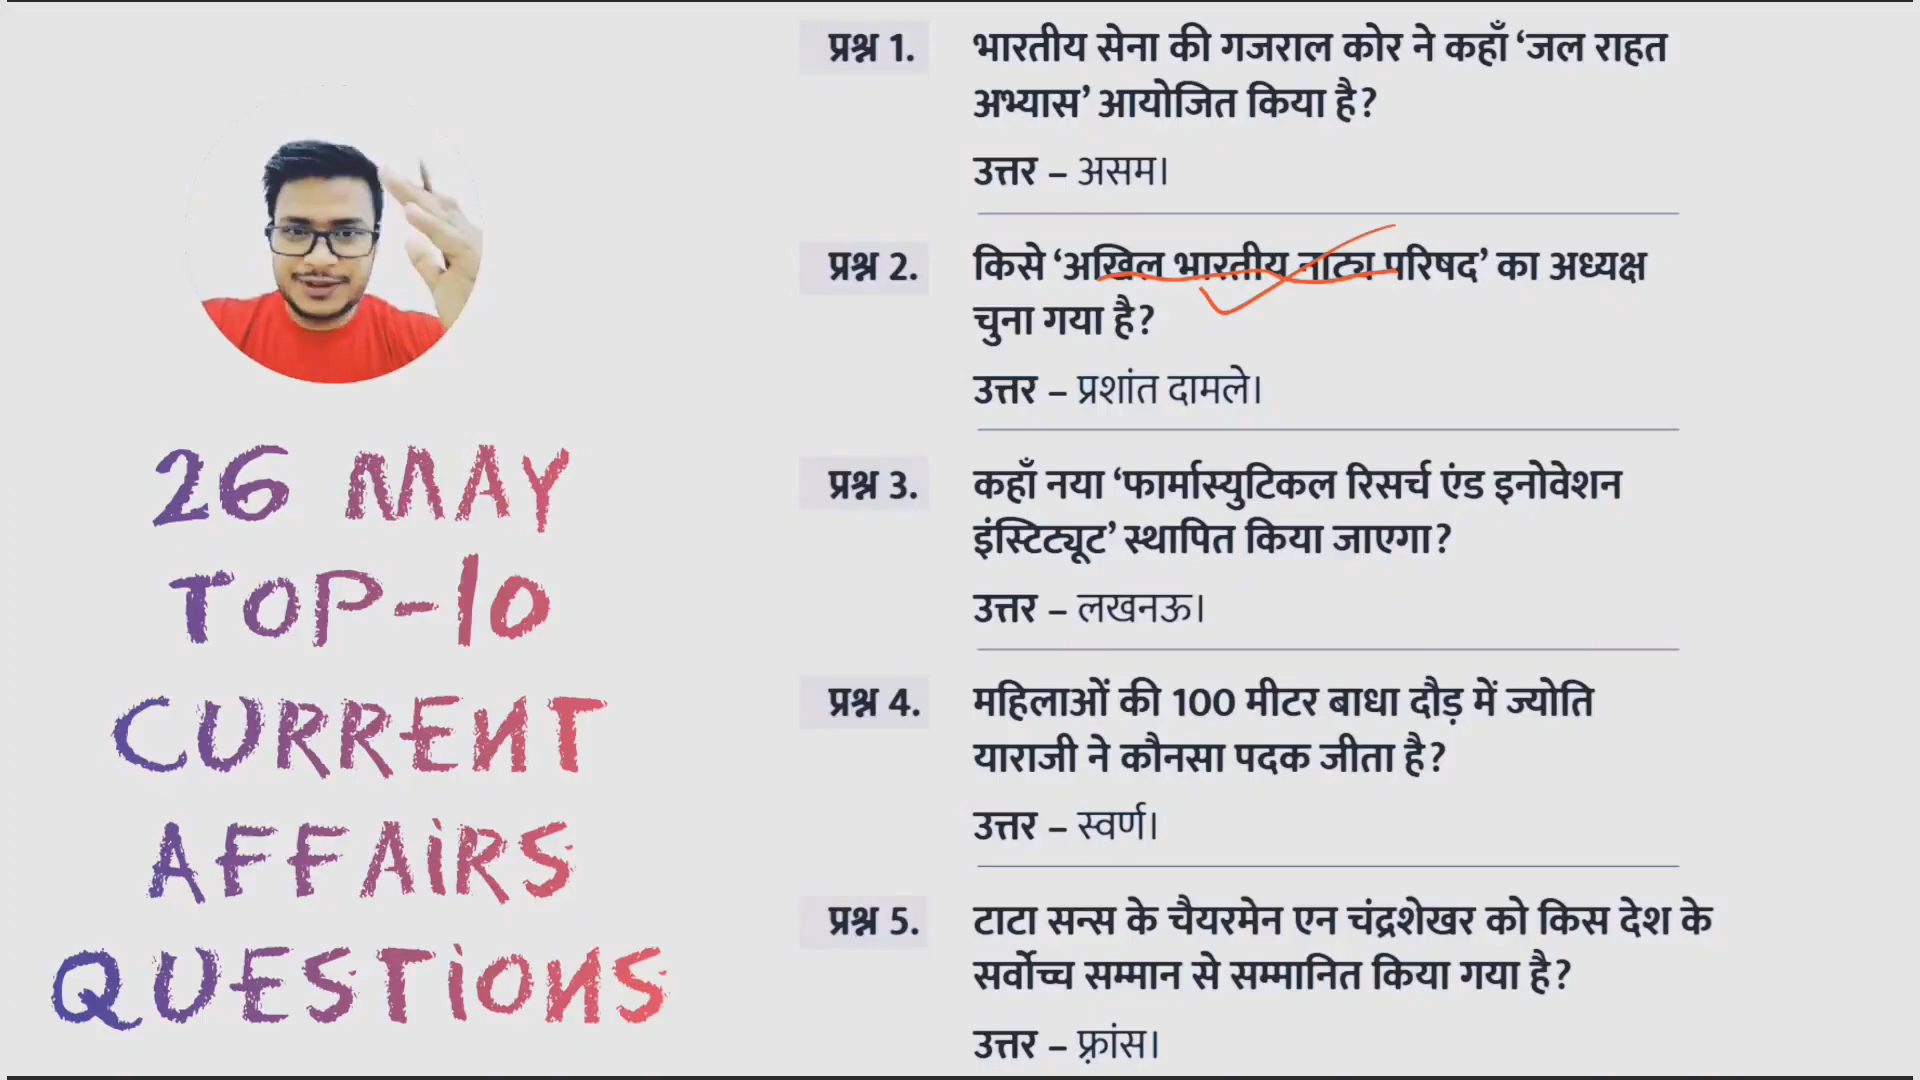 26 MAY
TOP-10
CURRENT
AFFAIRS
QUESTIONS
प्रश्न 1. भारतीय सेना की गजराल कोर ने कहाँ ‘जल राहत
अभ्यास’ आयोजित किया है?
उत्तर – असम।
प्रश्न 2. किसे ‘अखिल भारतीय नाट्य परिषद’ का अध्यक्ष
चुना गया है?
उत्तर – प्रशांत दामले।
प्रश्न 3. कहाँ नया ‘फार्मास्युटिकल रिसर्च एंड इनोवेशन
इंस्टिट्यूट’ स्थापित किया जाएगा?
उत्तर – लखनऊ।
प्रश्न 4. महिलाओं की 100 मीटर बाधा दौड़ में ज्योति
याराजी ने कौनसा पदक जीता है?
उत्तर – स्वर्ण।
प्रश्न 5. टाटा सन्स के चैयरमेन एन चंद्रशेखर को किस देश के
सर्वोच्च सम्मान से सम्मानित किया गया है?
उत्तर – फ़्रांस।